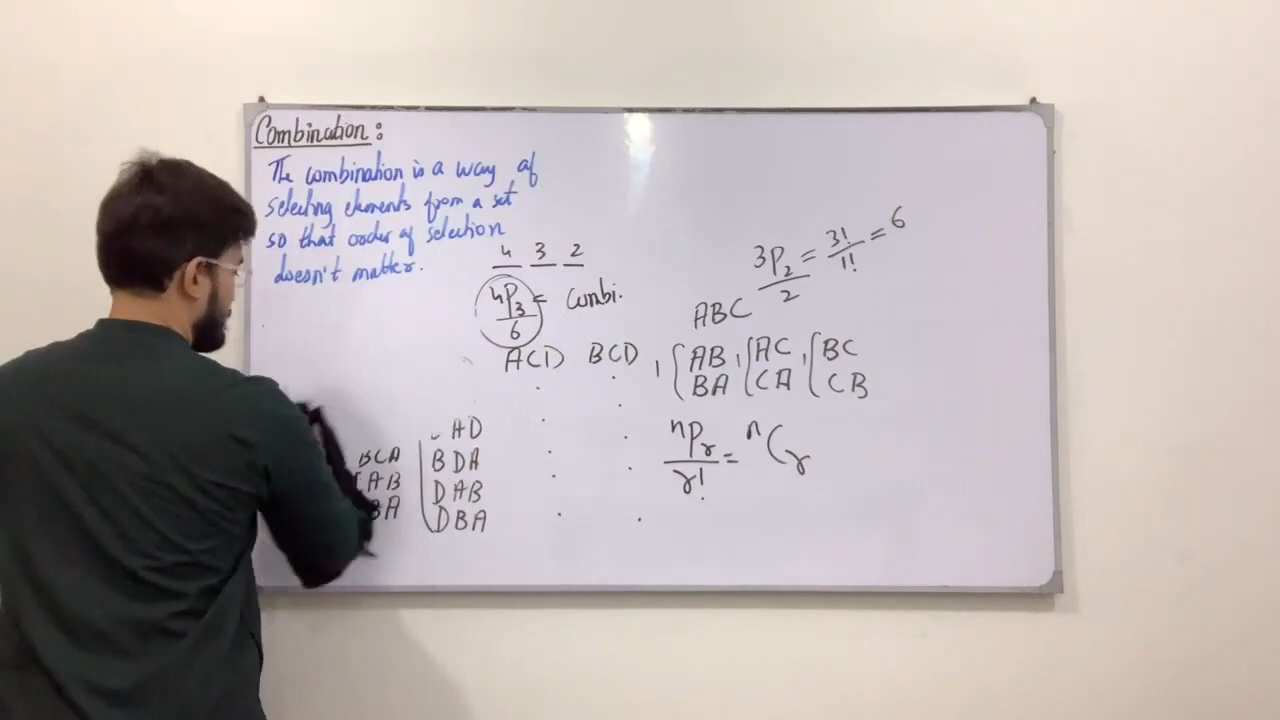 Combination:
The combination is a way of
selecting elements from a set
so that order of selection
doesn't matter.
4 3 2
4P3/6 = Combi.
3P2/2 = 3!/1! = 6
ABC
ACD BCD , AB , AC , BC
BA CA CB
AD
BCA BDA
AB DAB
BA DBA
nPr/r! = nCr